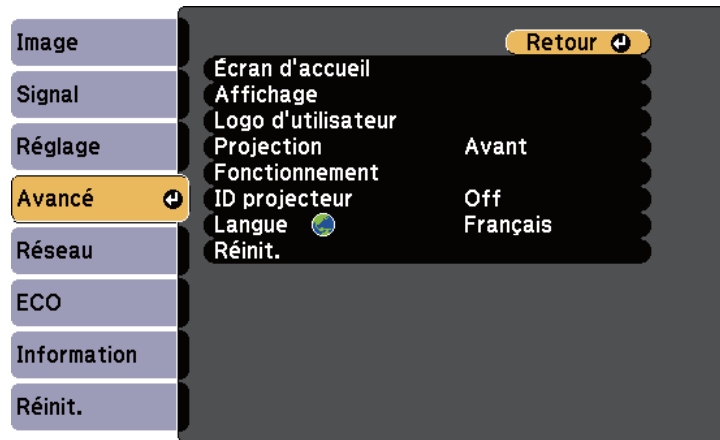 Image
Signal
Réglage
Avancé
Réseau
ECO
Information
Réinit.
Retour
Écran d'accueil
Affichage
Logo d'utilisateur
Projection Avant
Fonctionnement
ID projecteur Off
Langue Français
Réinit.